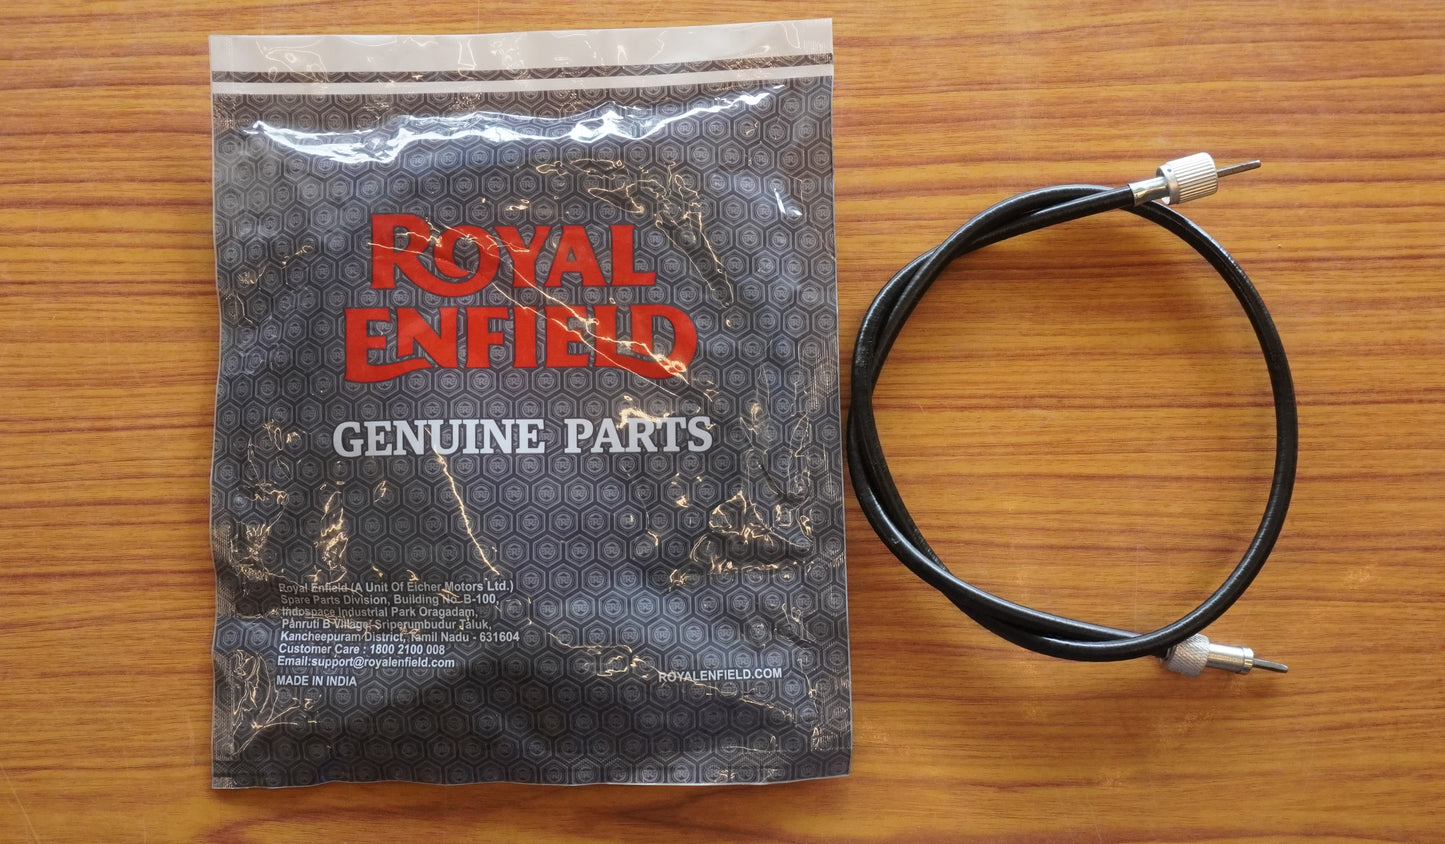 ROYAL
ENFIELD
GENUINE PARTS
Royal Enfield (A Unit Of Eicher Motors Ltd.)
Spare Parts Division, Building No. B-100,
Indospace Industrial Park Oragadam,
Panruti B Village, Sriperumbudur Taluk,
Kancheepuram District, Tamil Nadu - 631604
Customer Care : 1800 2100 008
Email:support@royalenfield.com
MADE IN INDIA
ROYALENFIELD.COM